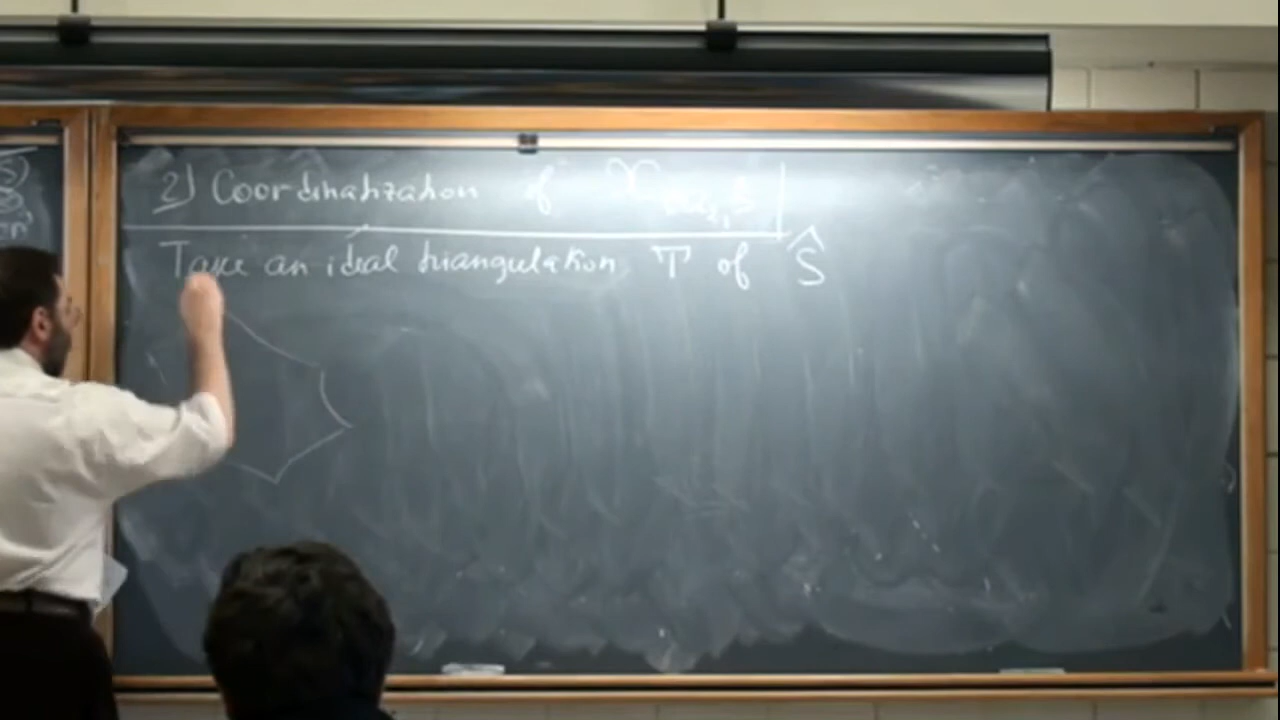 S)
2) Coordinatization of X
Take an ideal triangulation T of Ŝ